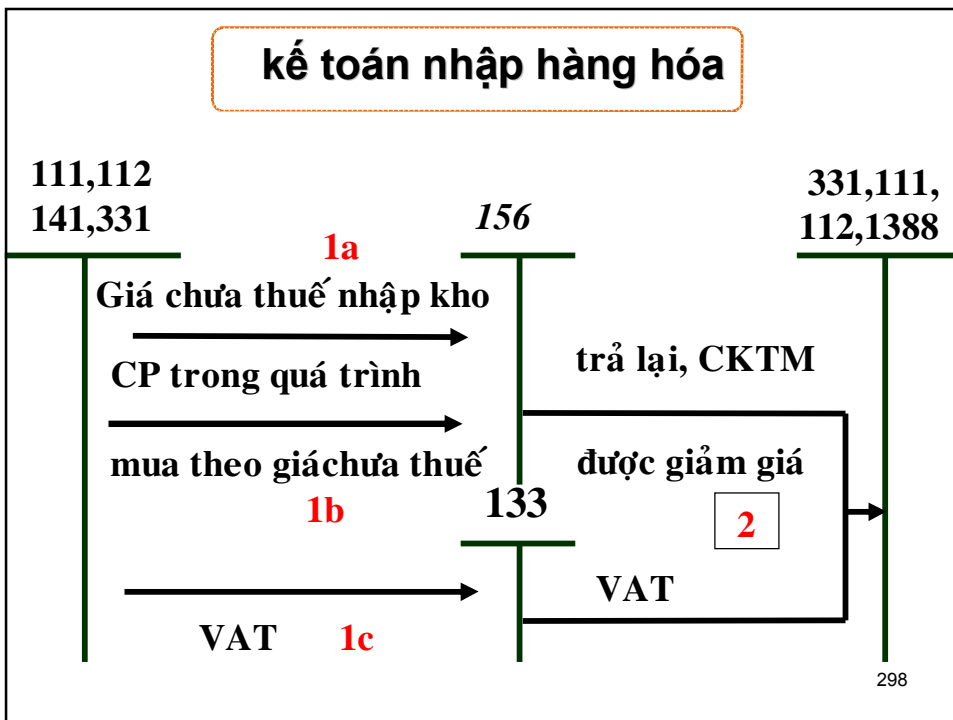 kế toán nhập hàng hóa
111,112
141,331
156
331,111,
112,1388
1a
Giá chưa thuế nhập kho
CP trong quá trình
mua theo giáchưa thuế
1b
trả lại, CKTM
được giảm giá
2
133
VAT
VAT 1c
298